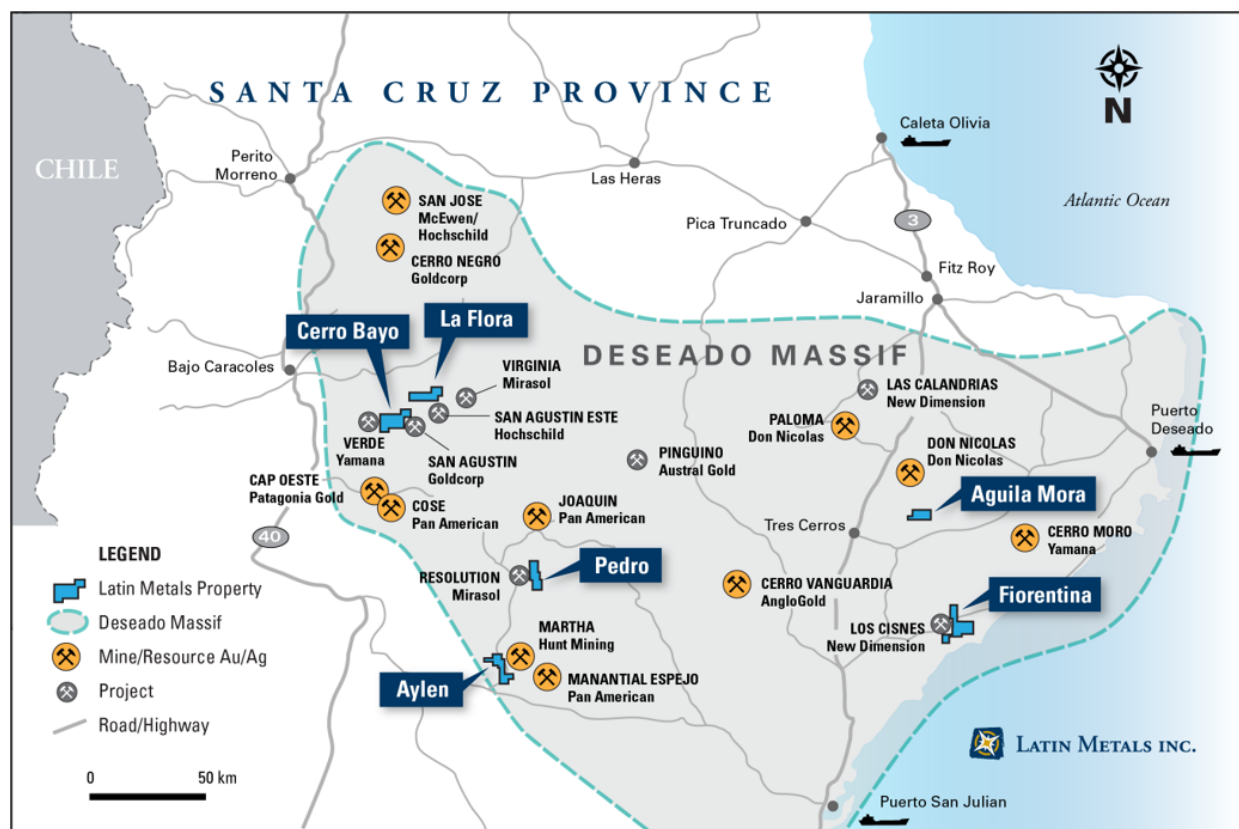 SANTA CRUZ PROVINCE
N
CHILE
Caleta Olivia
Perito
Morreno
Las Heras
Atlantic Ocean
SAN JOSE
McEwen/
Hochschild
Pica Truncado
3
CERRO NEGRO
Goldcorp
Fitz Roy
Jaramillo
Cerro Bayo
La Flora
DESEADO MASSIF
Bajo Caracoles
VIRGINIA
Mirasol
LAS CALANDRIAS
New Dimension
SAN AGUSTIN ESTE
Hochschild
PALOMA
Don Nicolas
Puerto
Deseado
VERDE
Yamana
SAN AGUSTIN
Goldcorp
PINGUINO
Austral Gold
DON NICOLAS
Don Nicolas
CAP OESTE
Patagonia Gold
COSE
Pan American
JOAQUIN
Pan American
Aguila Mora
Tres Cerros
CERRO MORO
Yamana
40
RESOLUTION
Mirasol
Pedro
CERRO VANGUARDIA
AngloGold
Fiorentina
LOS CISNES
New Dimension
MARTHA
Hunt Mining
MANANTIAL ESPEJO
Pan American
Aylen
LEGEND
Latin Metals Property
Deseado Massif
Mine/Resource Au/Ag
Project
Road/Highway
0 50 km
LATIN METALS INC.
Puerto San Julian